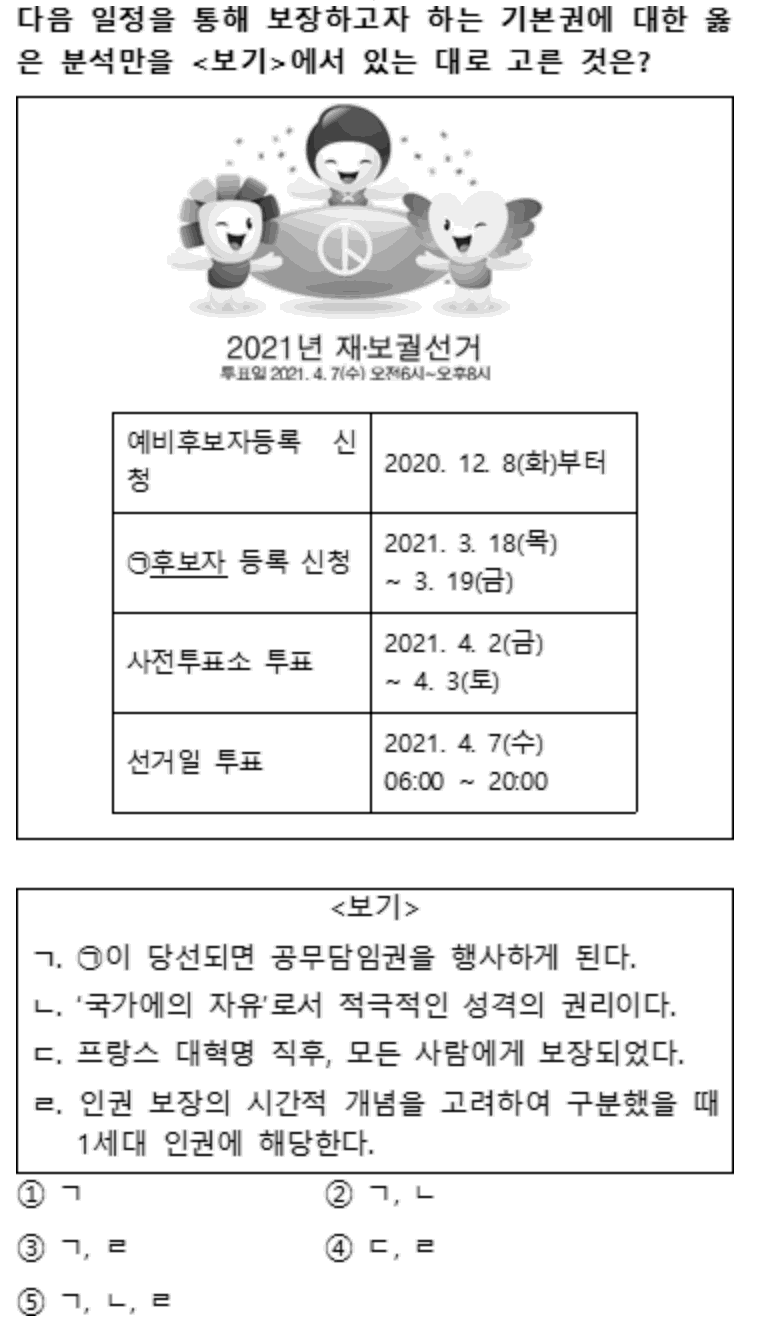 다음 일정을 통해 보장하고자 하는 기본권에 대한 옳
은 분석만을 <보기>에서 있는 대로 고른 것은?
2021년 재·보궐선거
투표일 2021. 4. 7(수) 오전6시~오후8시
예비후보자등록 신
청
2020. 12. 8(화)부터
㉠후보자 등록 신청
2021. 3. 18(목)
~ 3. 19(금)
사전투표소 투표
2021. 4. 2(금)
~ 4. 3(토)
선거일 투표
2021. 4. 7(수)
06:00 ~ 20:00
<보기>
ㄱ. ㉠이 당선되면 공무담임권을 행사하게 된다.
ㄴ. '국가에의 자유'로서 적극적인 성격의 권리이다.
ㄷ. 프랑스 대혁명 직후, 모든 사람에게 보장되었다.
ㄹ. 인권 보장의 시간적 개념을 고려하여 구분했을 때
1세대 인권에 해당한다.
① ㄱ ② ㄱ, ㄴ
③ ㄱ, ㄹ ④ ㄷ, ㄹ
⑤ ㄱ, ㄴ, ㄹ